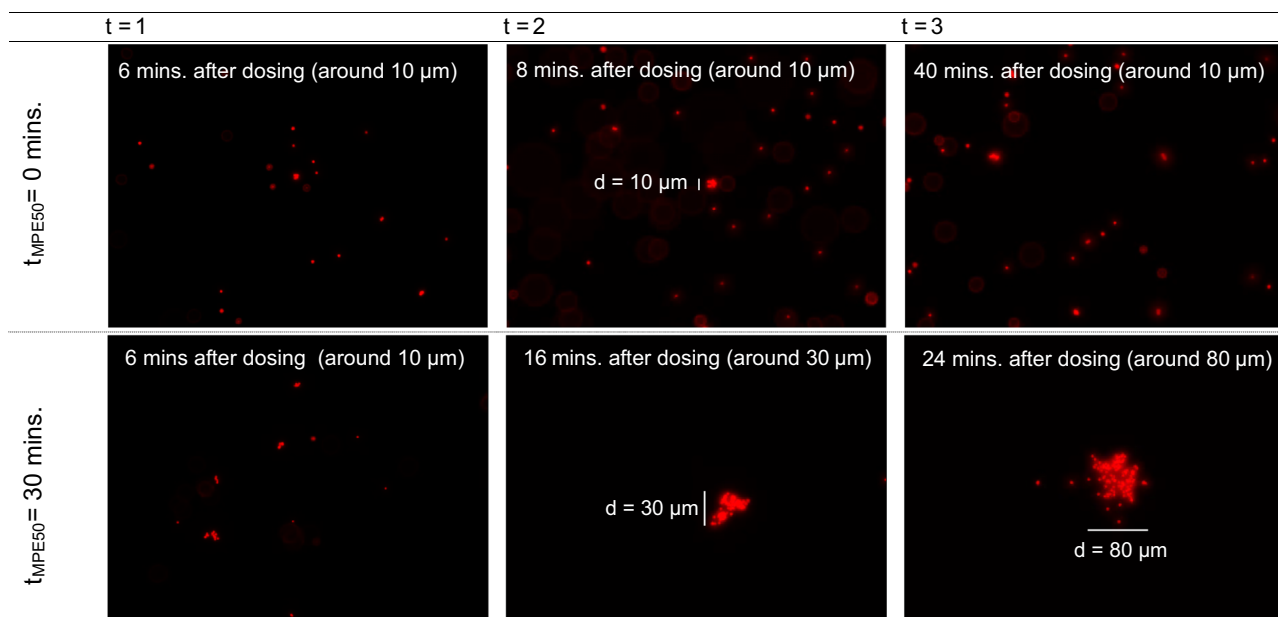 t = 1
t = 2
t = 3
tMPE50= 0 mins.
6 mins. after dosing (around 10 µm)
8 mins. after dosing (around 10 µm)
d = 10 µm
40 mins. after dosing (around 10 µm)
tMPE50= 30 mins.
6 mins after dosing (around 10 µm)
16 mins. after dosing (around 30 µm)
d = 30 µm
24 mins. after dosing (around 80 µm)
d = 80 µm